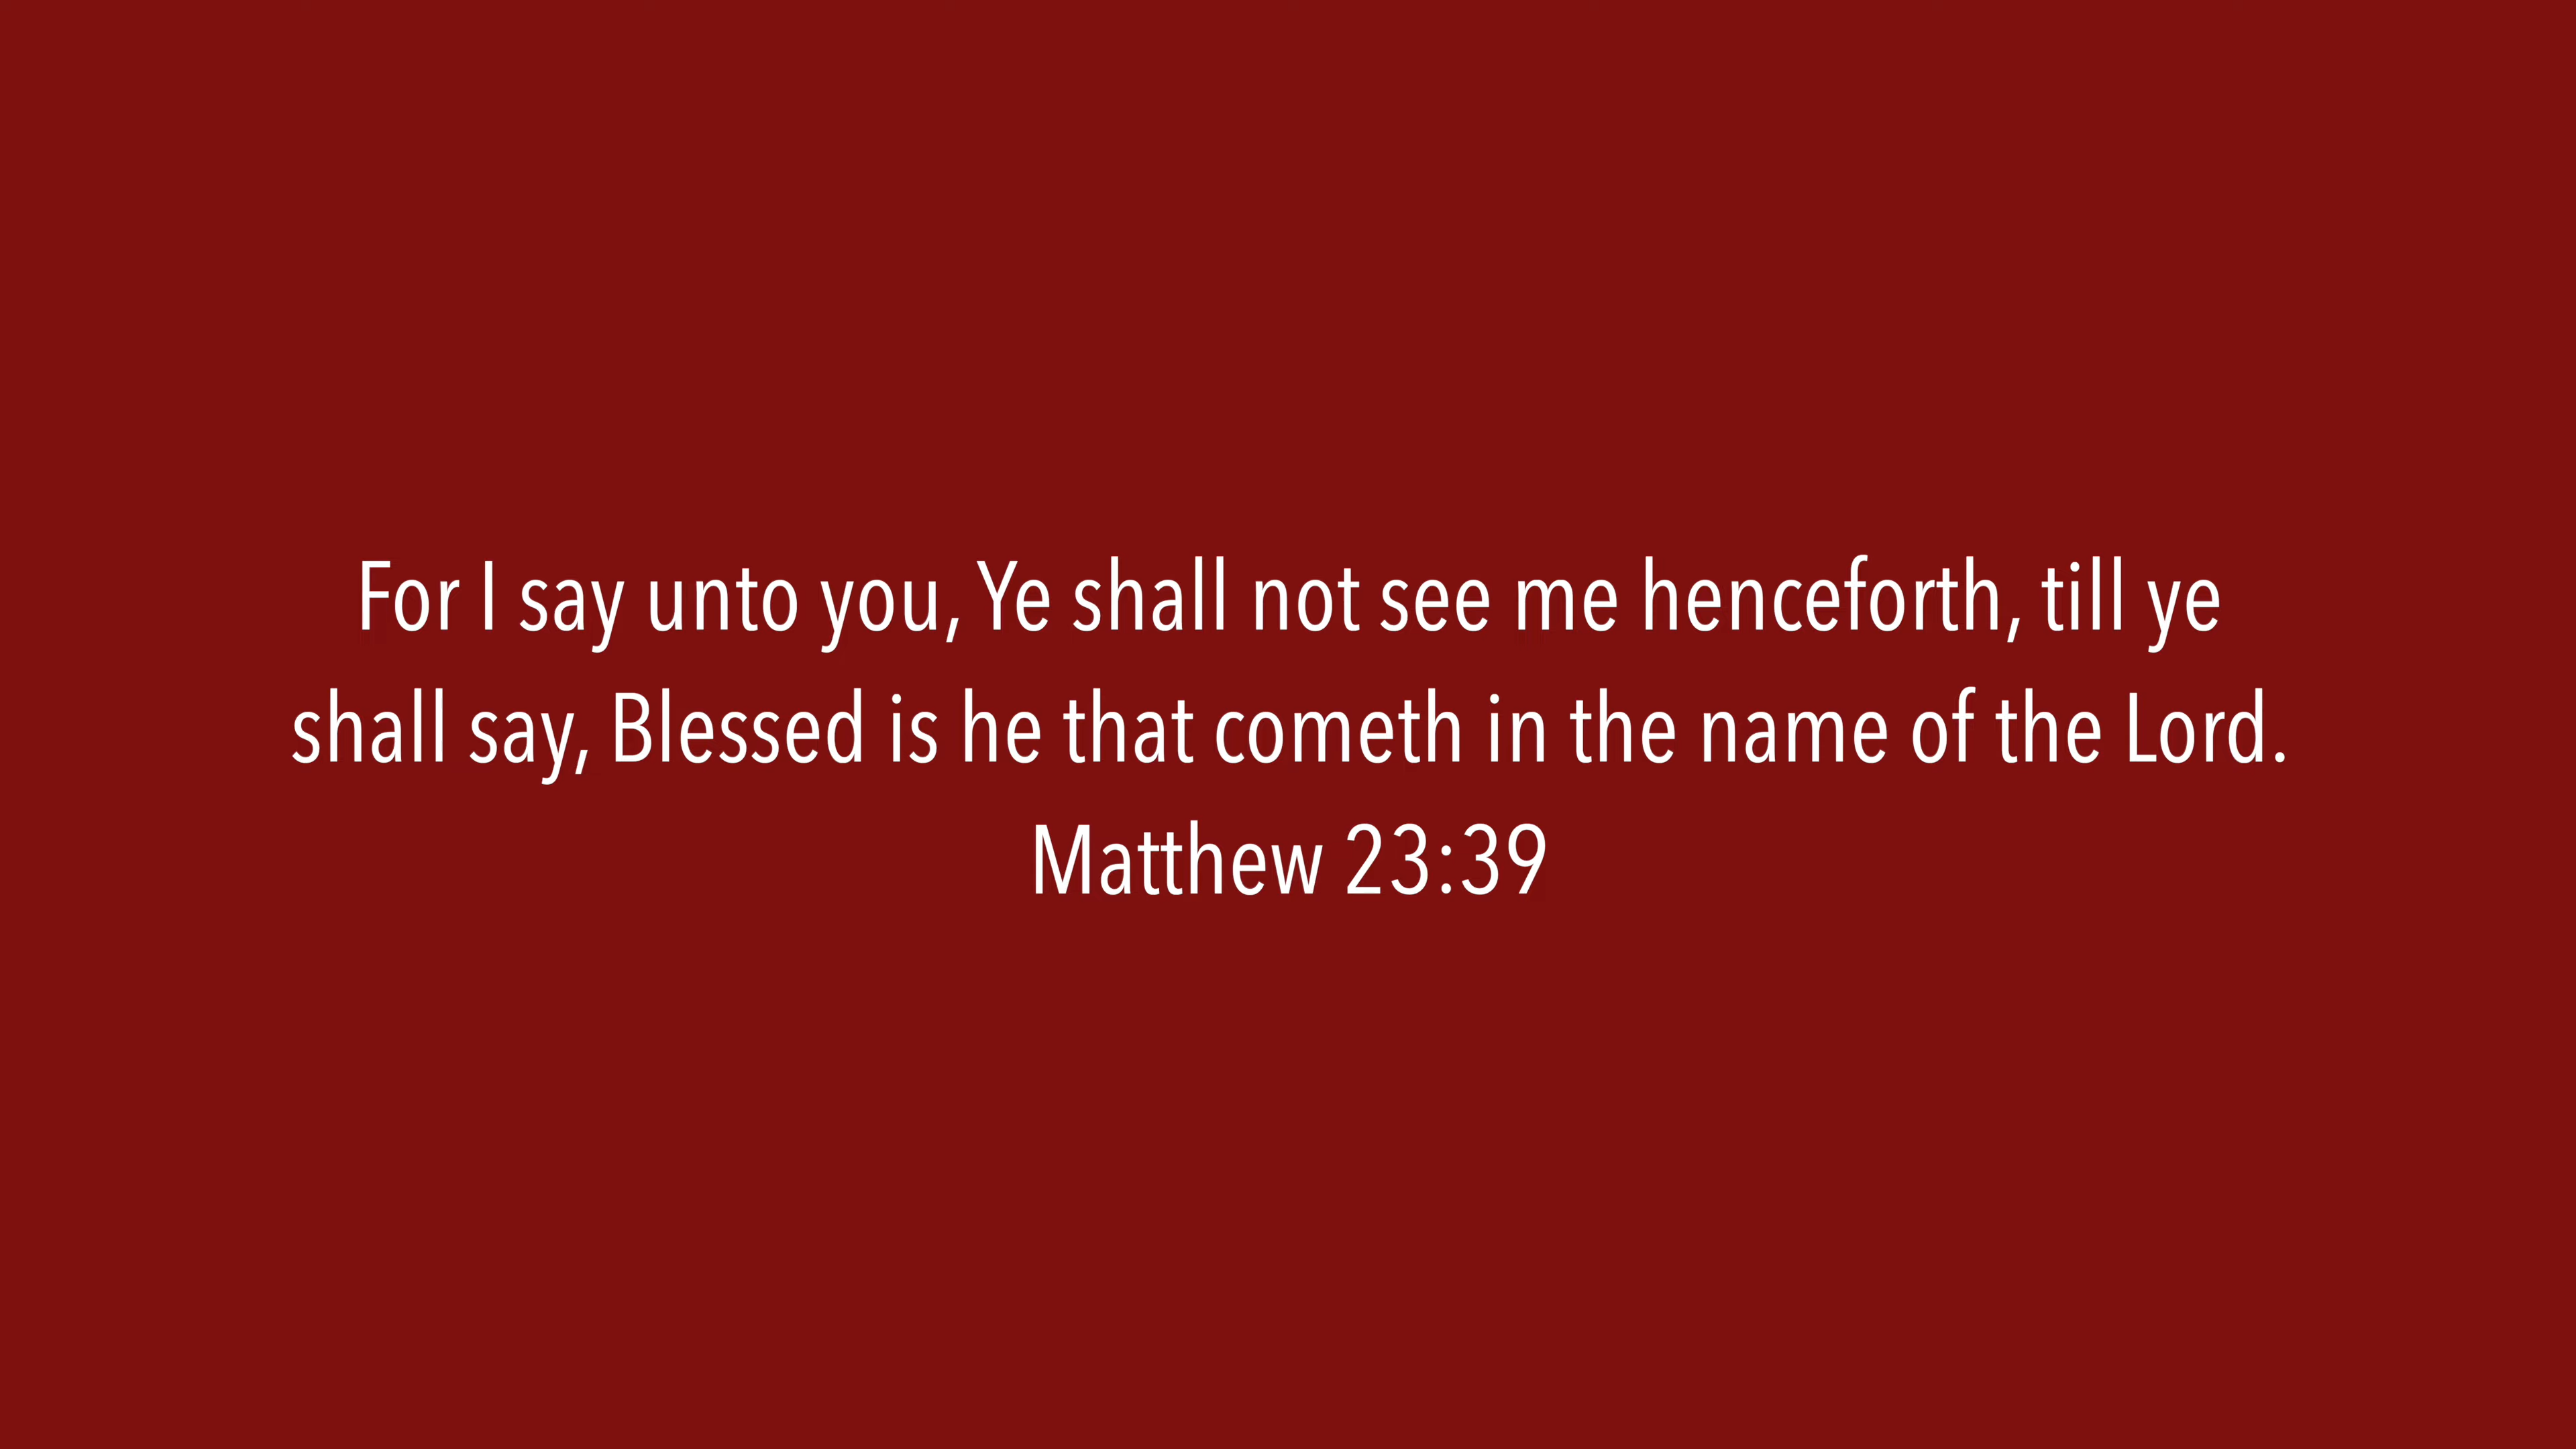 For I say unto you, Ye shall not see me henceforth, till ye
shall say, Blessed is he that cometh in the name of the Lord.
Matthew 23:39